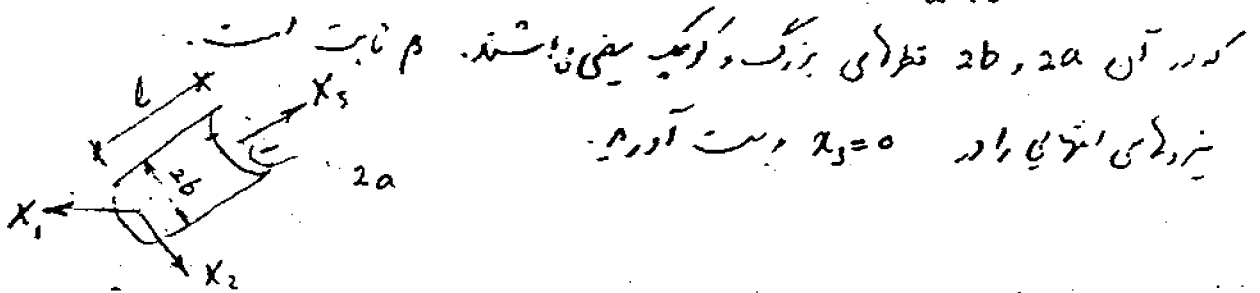 که در آن 2a و 2b قطرهای بزرگ و کوچک بیضی باشند. β ثابت است.
نیروهای انتهایی را در x₃=0 بدست آورید.
l
X₃
2b
2a
X₁
X₂